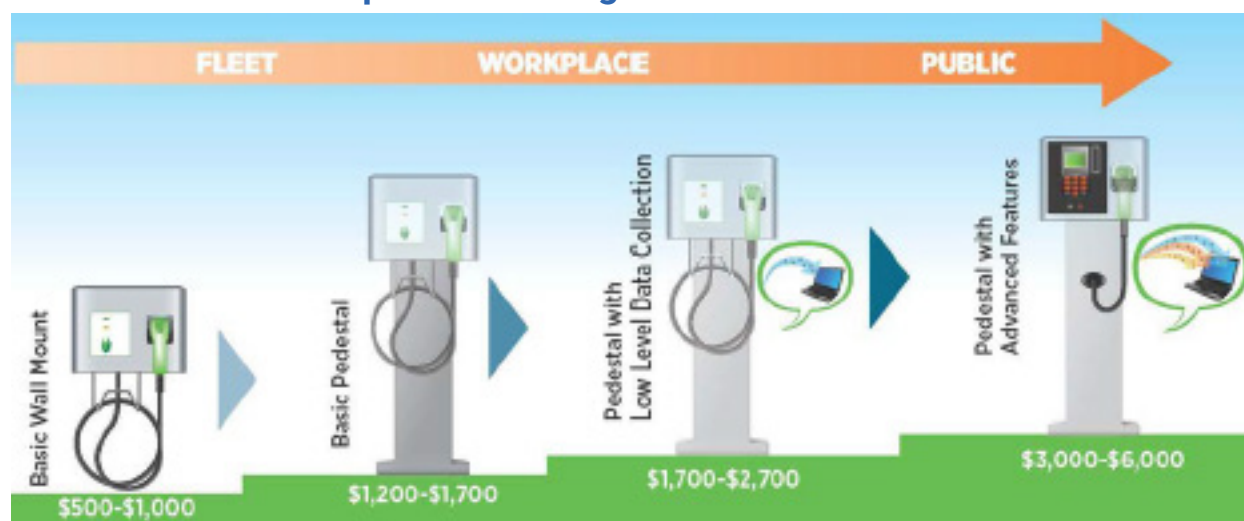 FLEET WORKPLACE PUBLIC
Basic Wall Mount
$500-$1,000
Basic Pedestal
$1,200-$1,700
Pedestal with
Low Level Data Collection
$1,700-$2,700
Pedestal with
Advanced Features
$3,000-$6,000